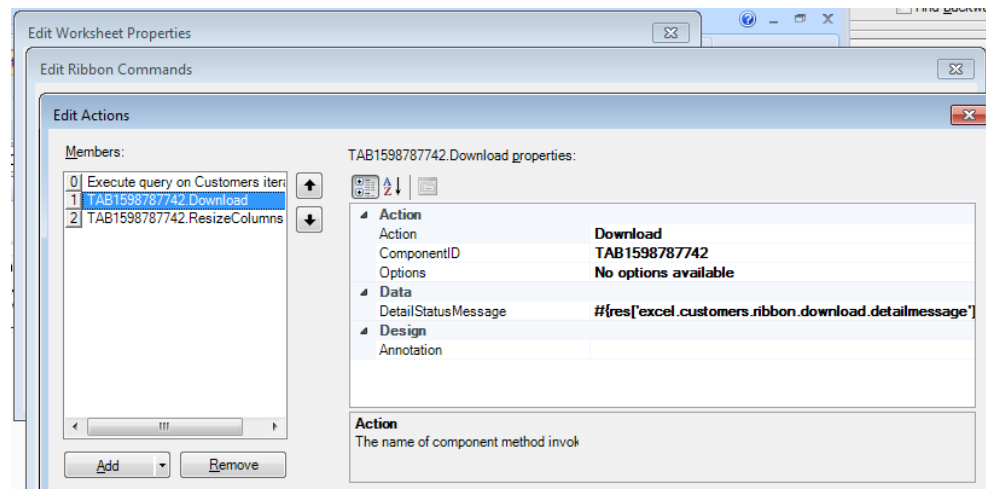 Edit Worksheet Properties
Edit Ribbon Commands
Edit Actions
Members:
TAB1598787742.Download properties:
0 Execute query on Customers itera
1 TAB1598787742.Download
2 TAB1598787742.ResizeColumns
Action
Action Download
ComponentID TAB1598787742
Options No options available
Data
DetailStatusMessage #{res['excel.customers.ribbon.download.detailmessage']
Design
Annotation
Action
The name of component method invok
Add
Remove